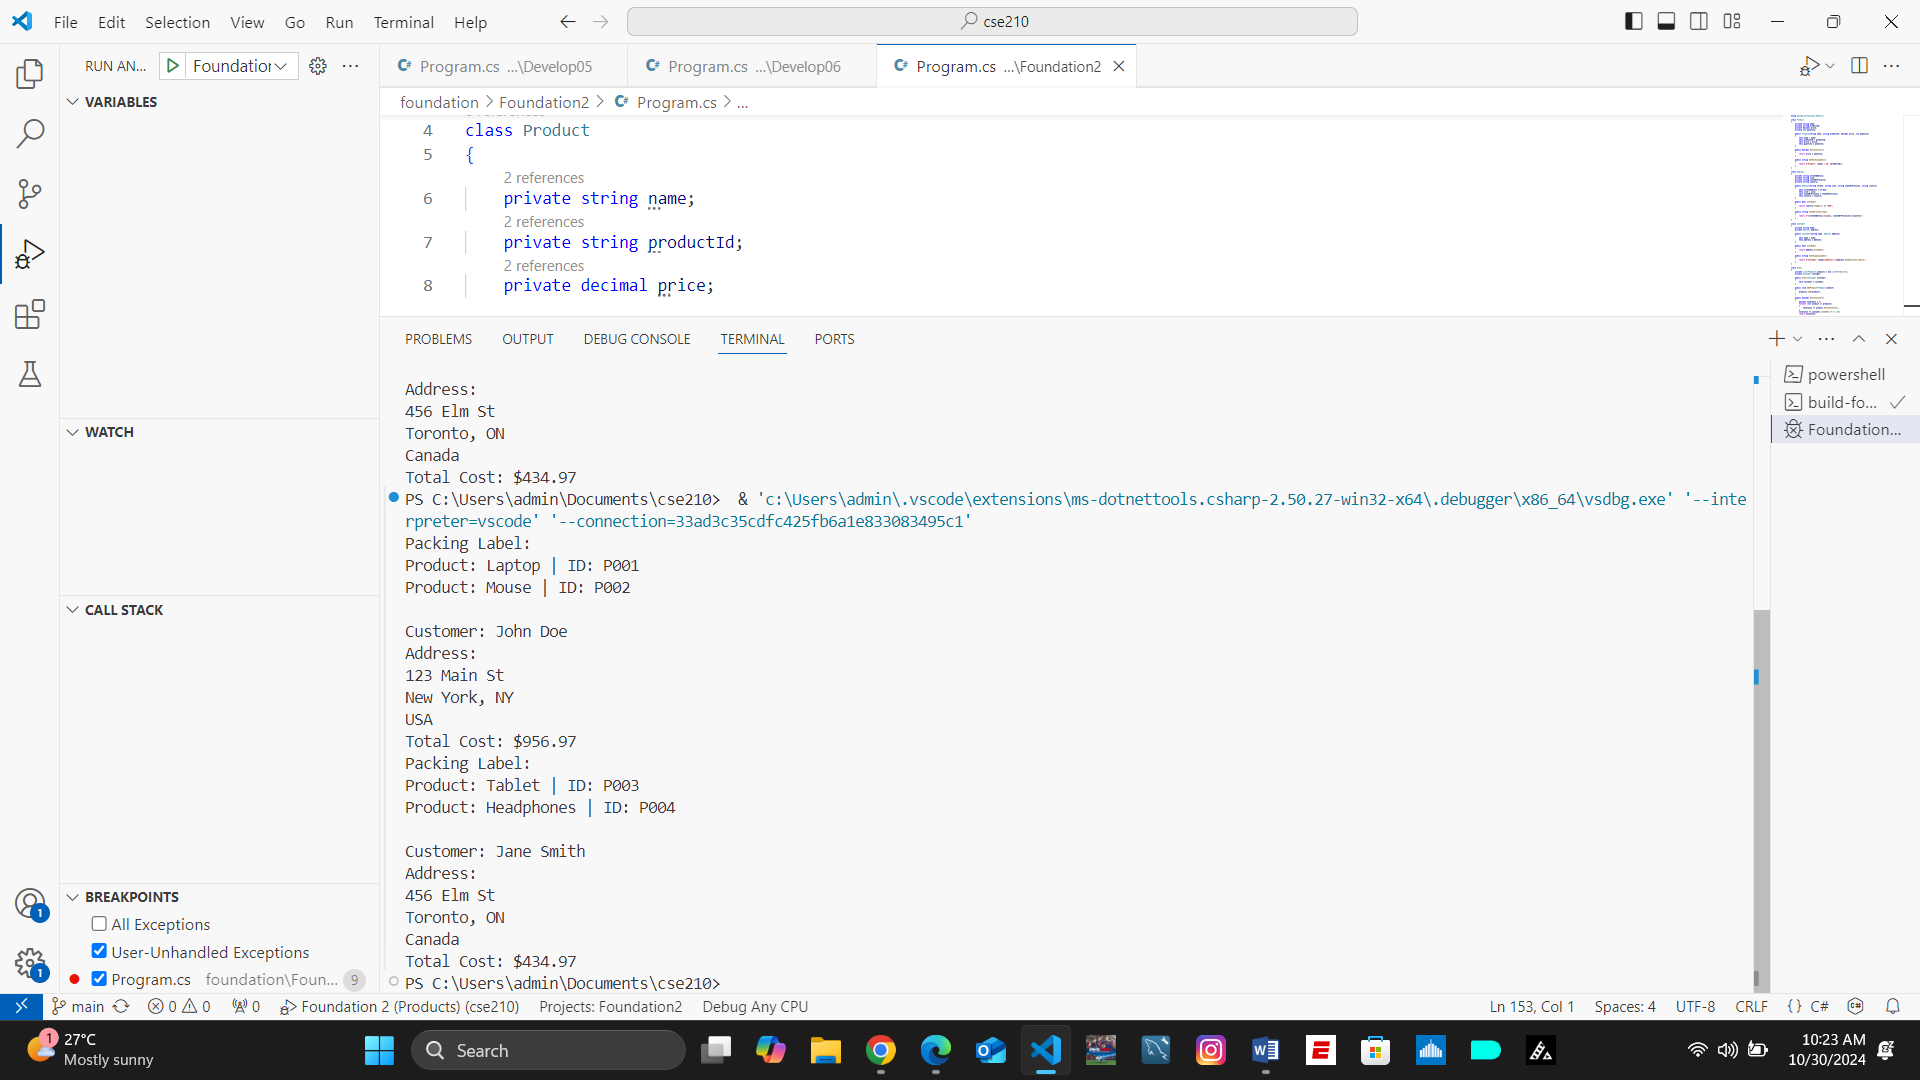 File Edit Selection View Go Run Terminal Help
cse210
RUN AN... Foundation
Program.cs ...\Develop05
Program.cs ...\Develop06
Program.cs ...\Foundation2
VARIABLES
foundation > Foundation2 > Program.cs > ...
4 class Product
5 {
2 references
6 private string name;
2 references
7 private string productId;
2 references
8 private decimal price;
PROBLEMS OUTPUT DEBUG CONSOLE TERMINAL PORTS
powershell
build-fo...
Foundation...
Address:
456 Elm St
Toronto, ON
Canada
Total Cost: $434.97
PS C:\Users\admin\Documents\cse210>  & 'c:\Users\admin\.vscode\extensions\ms-dotnettools.csharp-2.50.27-win32-x64\.debugger\x86_64\vsdbg.exe' '--inte
rpreter=vscode' '--connection=33ad3c35cdfc425fb6a1e833083495c1'
Packing Label:
Product: Laptop | ID: P001
Product: Mouse | ID: P002
Customer: John Doe
Address:
123 Main St
New York, NY
USA
Total Cost: $956.97
Packing Label:
Product: Tablet | ID: P003
Product: Headphones | ID: P004
Customer: Jane Smith
Address:
456 Elm St
Toronto, ON
Canada
Total Cost: $434.97
PS C:\Users\admin\Documents\cse210>
WATCH
CALL STACK
BREAKPOINTS
All Exceptions
User-Unhandled Exceptions
Program.cs foundation\Foun... 9
1
1
main 0 0 0 Foundation 2 (Products) (cse210) Projects: Foundation2 Debug Any CPU
Ln 153, Col 1 Spaces: 4 UTF-8 CRLF {} C#
1
27°C
Mostly sunny
Search
10:23 AM
10/30/2024